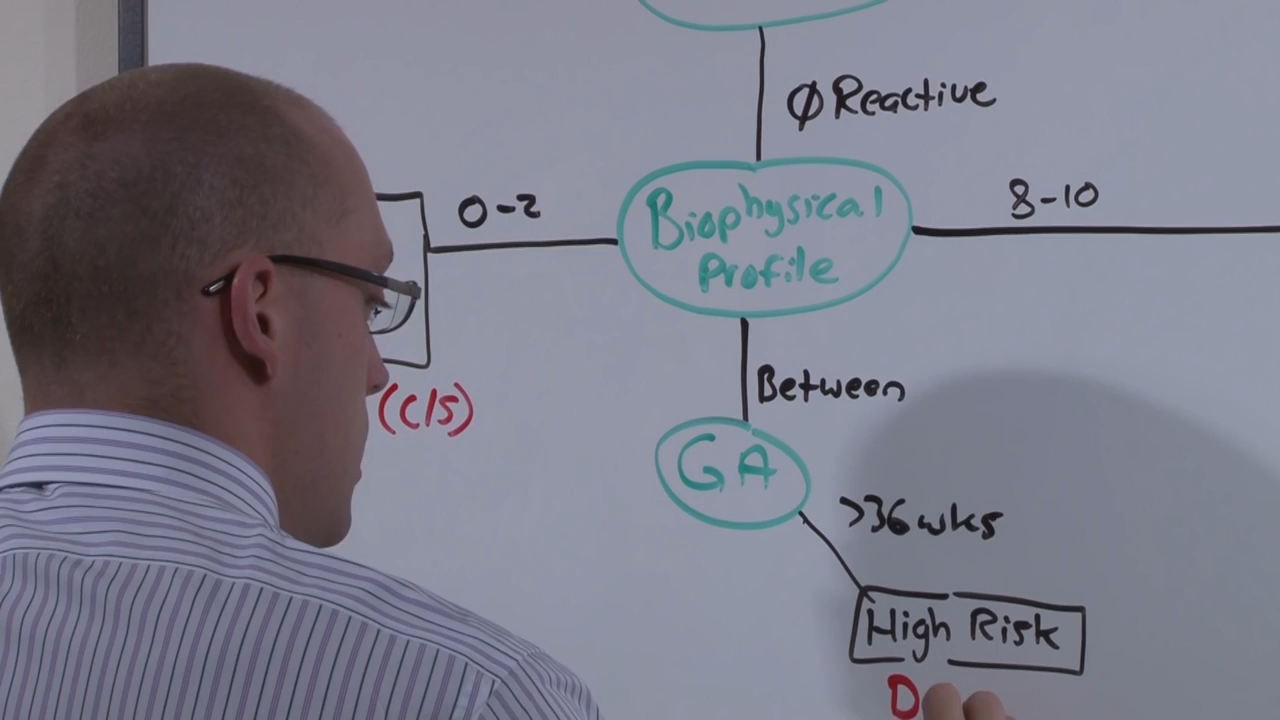 ∅ Reactive
0-2
Biophysical
Profile
8-10
(c/s)
Between
GA
>36 wks
High Risk
D